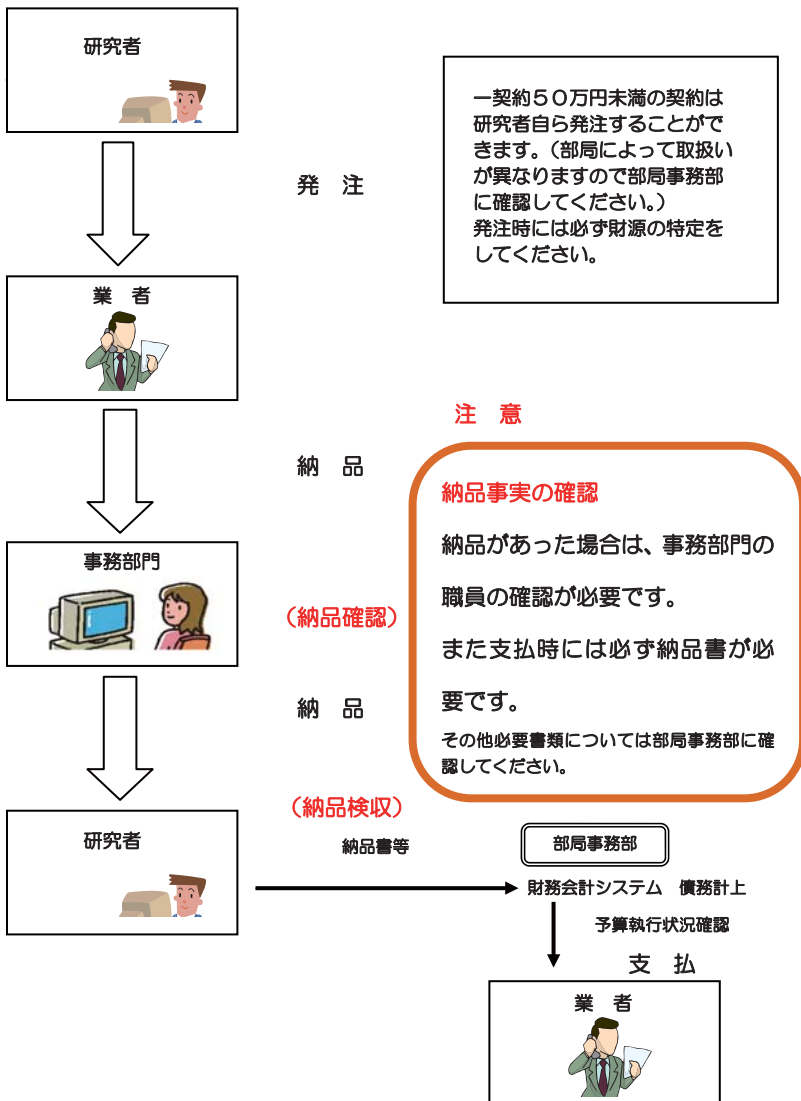 研究者
一契約５０万円未満の契約は
研究者自ら発注することがで
きます。（部局によって取扱い
が異なりますので部局事務部
に確認してください。）
発注時には必ず財源の特定を
してください。
発　注
業　者
注　意
納　品
納品事実の確認
納品があった場合は、事務部門の
職員の確認が必要です。
また支払時には必ず納品書が必
要です。
その他必要書類については部局事務部に確
認してください。
事務部門
（納品確認）
納　品
（納品検収）
研究者
納品書等
部局事務部
財務会計システム　債務計上
予算執行状況確認
支　払
業　者